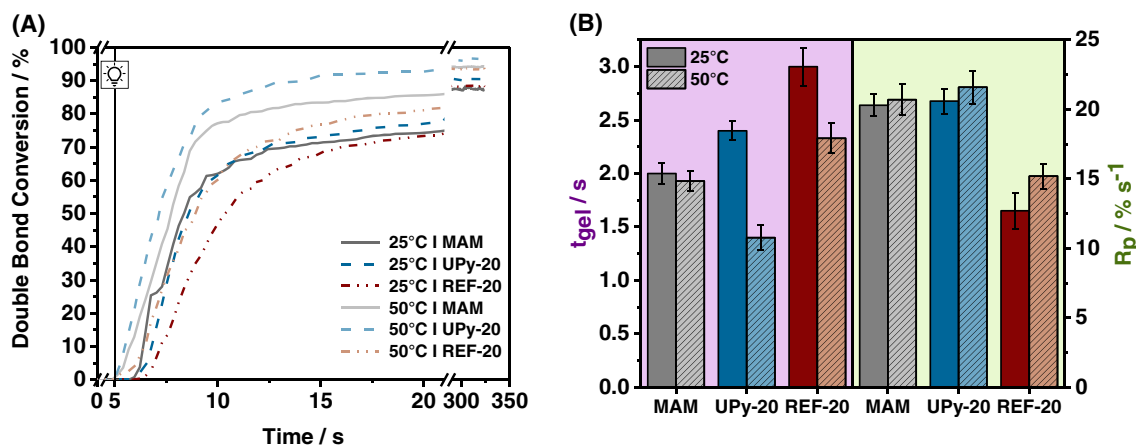 (A)
100
90
80
70
60
50
40
30
20
10
0
Double Bond Conversion / %
0 5 10 15 20 300 350
Time / s
25°C I MAM
25°C I UPy-20
25°C I REF-20
50°C I MAM
50°C I UPy-20
50°C I REF-20
(B)
25°C
50°C
3.0
2.5
2.0
1.5
1.0
0.5
0.0
tgel / s
25
20
15
10
5
0
Rp / % s-1
MAM UPy-20 REF-20 MAM UPy-20 REF-20